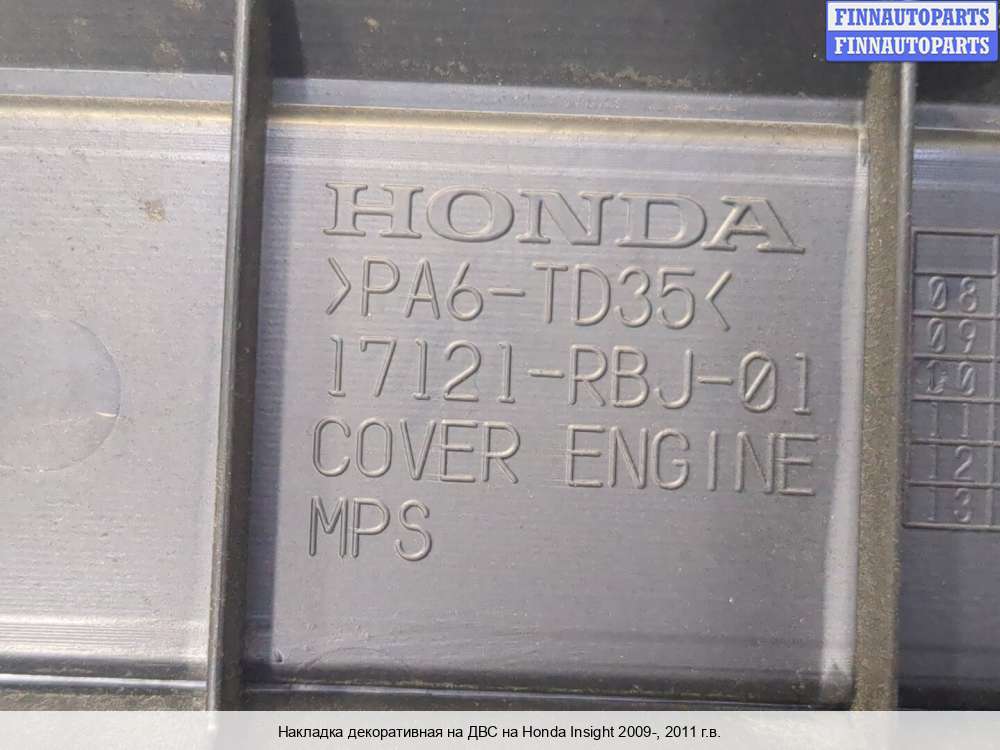 FINNAUTOPARTS
FINNAUTOPARTS
HONDA
>PA6-TD35<
17121-RBJ-01
COVER ENGINE
MPS
08
09
10
11
12
13
Накладка декоративная на ДВС на Honda Insight 2009-, 2011 г.в.